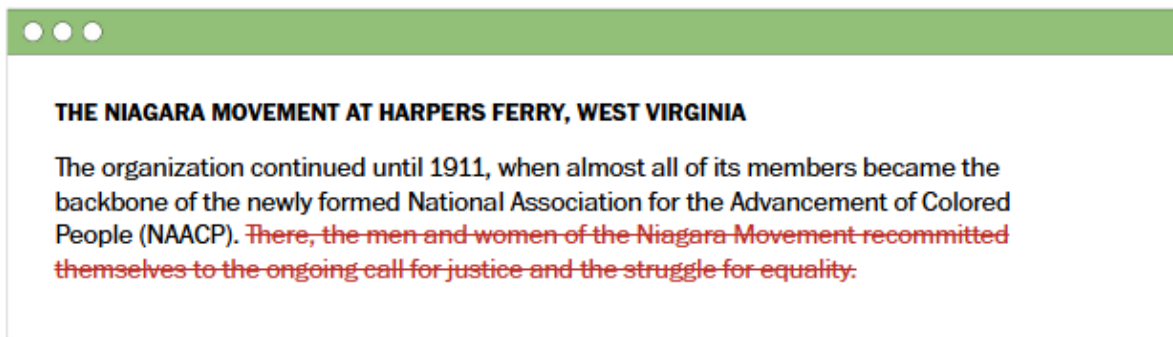 THE NIAGARA MOVEMENT AT HARPERS FERRY, WEST VIRGINIA
The organization continued until 1911, when almost all of its members became the
backbone of the newly formed National Association for the Advancement of Colored
People (NAACP). There, the men and women of the Niagara Movement recommitted
themselves to the ongoing call for justice and the struggle for equality.